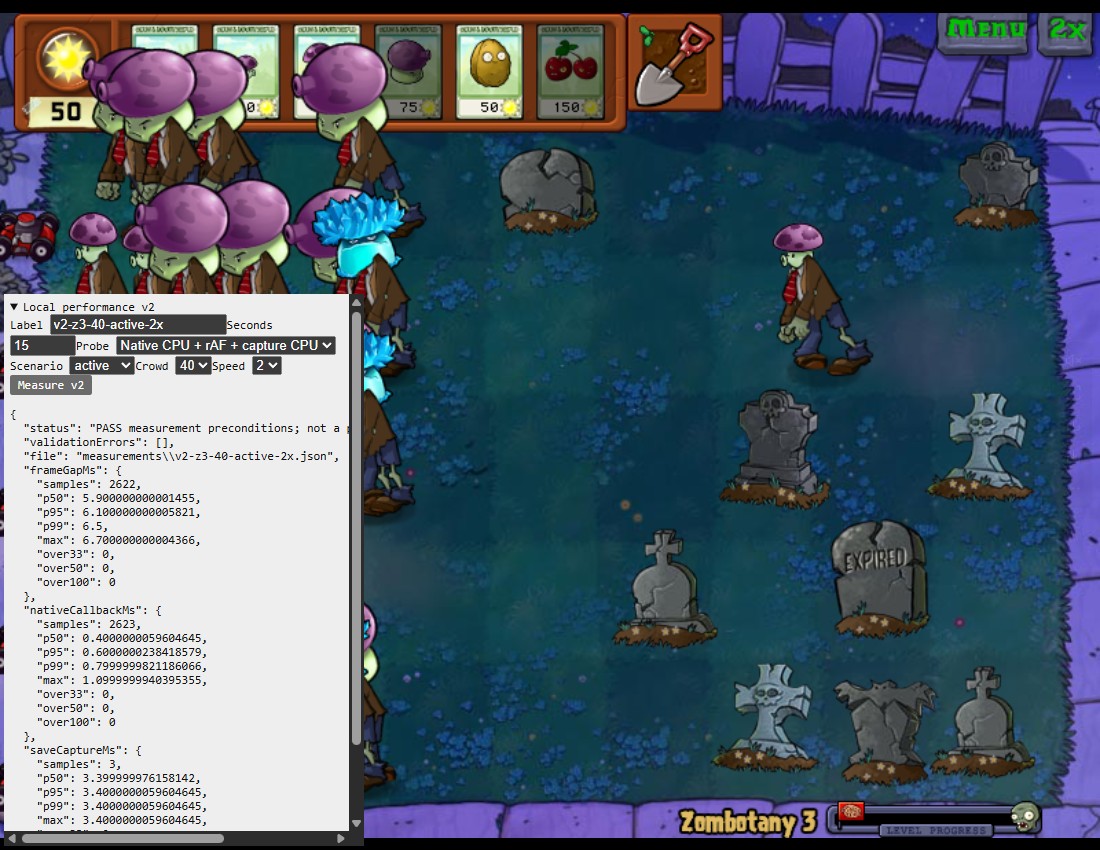 Menu
2x
50
0
75
50
150
▼ Local performance v2
Label v2-z3-40-active-2x Seconds
15 Probe Native CPU + rAF + capture CPU
Scenario active Crowd 40 Speed 2
Measure v2
{
"status": "PASS measurement preconditions; not a
"validationErrors": [],
"file": "measurements\\v2-z3-40-active-2x.json",
"frameGapMs": {
"samples": 2622,
"p50": 5.900000000001455,
"p95": 6.100000000005821,
"p99": 6.5,
"max": 6.700000000004366,
"over33": 0,
"over50": 0,
"over100": 0
},
"nativeCallbackMs": {
"samples": 2623,
"p50": 0.4000000059604645,
"p95": 0.6000000238418579,
"p99": 0.7999999821186066,
"max": 1.0999999940395355,
"over33": 0,
"over50": 0,
"over100": 0
},
"saveCaptureMs": {
"samples": 3,
"p50": 3.399999976158142,
"p95": 3.4000000059604645,
"p99": 3.4000000059604645,
"max": 3.4000000059604645,
EXPIRED
Zombotany 3
LEVEL PROGRESS